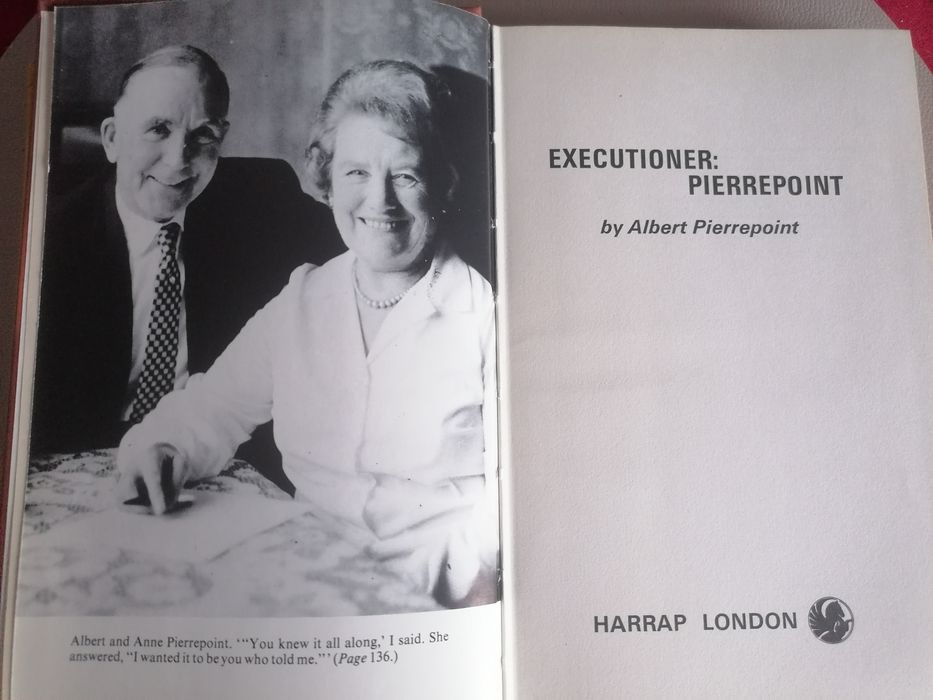 Albert and Anne Pierrepoint. ‘“You knew it all along,’ I said. She
answered, “I wanted it to be you who told me.”’ (Page 136.)
EXECUTIONER:
PIERREPOINT
by Albert Pierrepoint
HARRAP LONDON